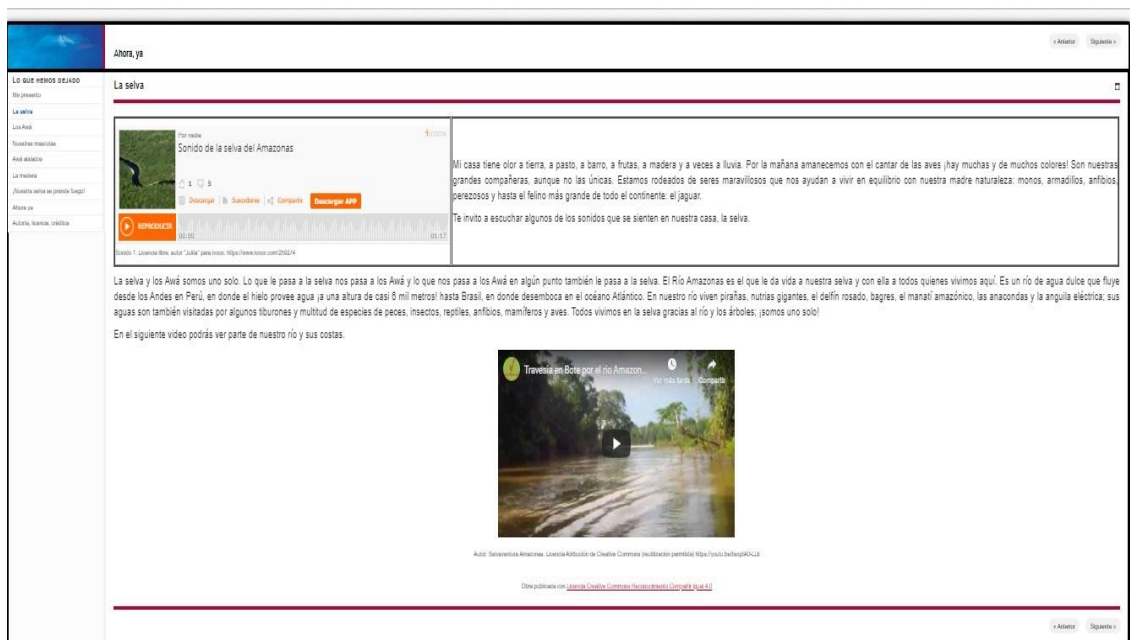 Ahora, ya
« Anterior
Siguiente »
LO QUE HEMOS DEJADO
Me presento
La selva
Los Awá
Nuestras mascotas
Awá aislados
La madera
¡Nuestra selva se prende fuego!
Ahora ya
Autoría, licencia, créditos
La selva
Por nadia
Sonido de la selva del Amazonas
1
Descargar
Suscribirse
Compartir
Descargar APP
REPRODUCIR
00:00
01:17
Mi casa tiene olor a tierra, a pasto, a barro, a frutas, a madera y a veces a lluvia. Por la mañana amanecemos con el cantar de las aves ¡hay muchas y de muchos colores! Son nuestras
grandes compañeras, aunque no las únicas. Estamos rodeados de seres maravillosos que nos ayudan a vivir en equilibrio con nuestra madre naturaleza: monos, armadillos, anfibios,
perezosos y hasta el felino más grande de todo el continente: el jaguar.
Te invito a escuchar algunos de los sonidos que se sienten en nuestra casa, la selva.
La selva y los Awá somos uno solo. Lo que le pasa a la selva nos pasa a los Awá y lo que nos pasa a los Awá en algún punto también le pasa a la selva. El Río Amazonas es el que le da vida a nuestra selva y con ella a todos quienes vivimos aquí. Es un río de agua dulce que fluye
desde los Andes en Perú, en donde el hielo provee agua ¡a una altura de casi 6 mil metros! hasta Brasil, en donde desemboca en el océano Atlántico. En nuestro río viven pirañas, nutrias gigantes, el delfín rosado, bagres, el manatí amazónico, las anacondas y la anguila eléctrica; sus
aguas son también visitadas por algunos tiburones y multitud de especies de peces, insectos, reptiles, anfibios, mamíferos y aves. Todos vivimos en la selva gracias al río y los árboles; ¡somos uno solo!
En el siguiente video podrás ver parte de nuestro río y sus costas.
Travesía en Bote por el río Amazon...
Ver más tarde
Compartir
Autor: Selvaventura Amazonas. Licencia Atribución de Creative Commons (reutilización permitida)
Obra publicada con Licencia Creative Commons Reconocimiento Compartir igual 4.0
« Anterior
Siguiente »